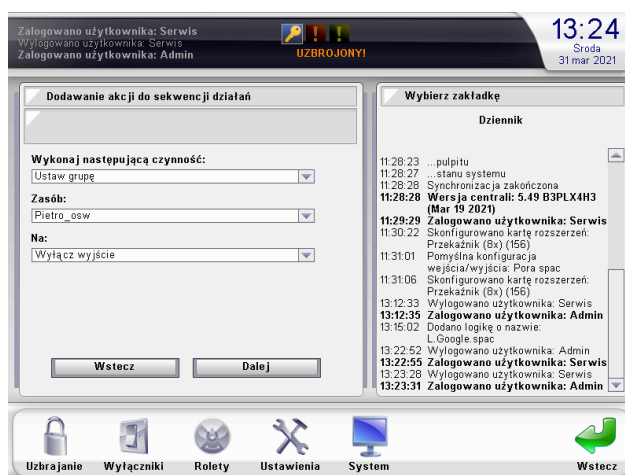 Zalogowano użytkownika: Serwis
Wylogowano użytkownika: Serwis
Zalogowano użytkownika: Admin
UZBROJONY!
13:24
Środa
31 mar 2021
Dodawanie akcji do sekwencji działań
Wykonaj następującą czynność:
Ustaw grupę
Zasób:
Pietro_osw
Na:
Wyłącz wyjście
Wstecz
Dalej
Wybierz zakładkę
Dziennik
11:28:23 ...pulpitu
11:28:27 ...stanu systemu
11:28:28 Synchronizacja zakończona
11:28:28 Wersja centrali: 5.49 B3PLX4H3
(Mar 19 2021)
11:29:29 Zalogowano użytkownika: Serwis
11:30:22 Skonfigurowano kartę rozszerzeń:
Przekaźnik (8x) (156)
11:31:01 Pomyślna konfiguracja
wejścia/wyjścia: Pora spac
11:31:06 Skonfigurowano kartę rozszerzeń:
Przekaźnik (8x) (156)
13:12:33 Wylogowano użytkownika: Serwis
13:12:35 Zalogowano użytkownika: Admin
13:15:02 Dodano logikę o nazwie:
L.Google.spac
13:22:52 Wylogowano użytkownika: Admin
13:22:55 Zalogowano użytkownika: Serwis
13:23:28 Wylogowano użytkownika: Serwis
13:23:31 Zalogowano użytkownika: Admin
Uzbrajanie
Wyłączniki
Rolety
Ustawienia
System
Wstecz